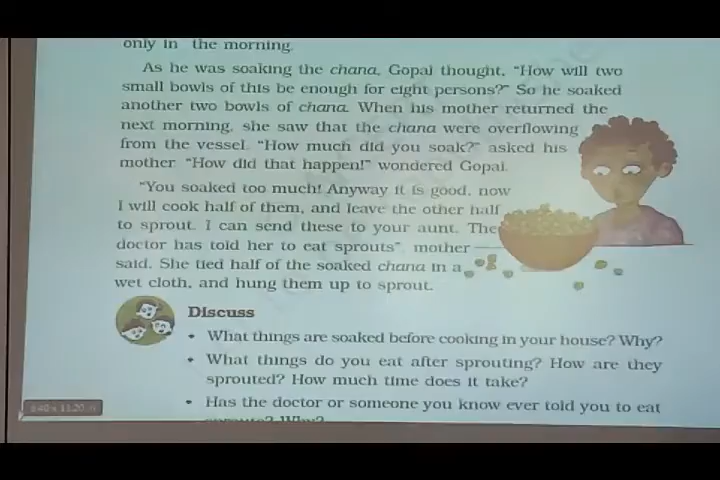 only in the morning.
As he was soaking the chana, Gopal thought, "How will two
small bowls of this be enough for eight persons?" So he soaked
another two bowls of chana. When his mother returned the
next morning, she saw that the chana were overflowing
from the vessel. "How much did you soak?" asked his
mother. "How did that happen!" wondered Gopal.
"You soaked too much! Anyway it is good, now
I will cook half of them, and leave the other half
to sprout. I can send these to your aunt. The
doctor has told her to eat sprouts", mother
said. She tied half of the soaked chana in a
wet cloth, and hung them up to sprout.
Discuss
• What things are soaked before cooking in your house? Why?
• What things do you eat after sprouting? How are they
sprouted? How much time does it take?
• Has the doctor or someone you know ever told you to eat
sprouts? Why?